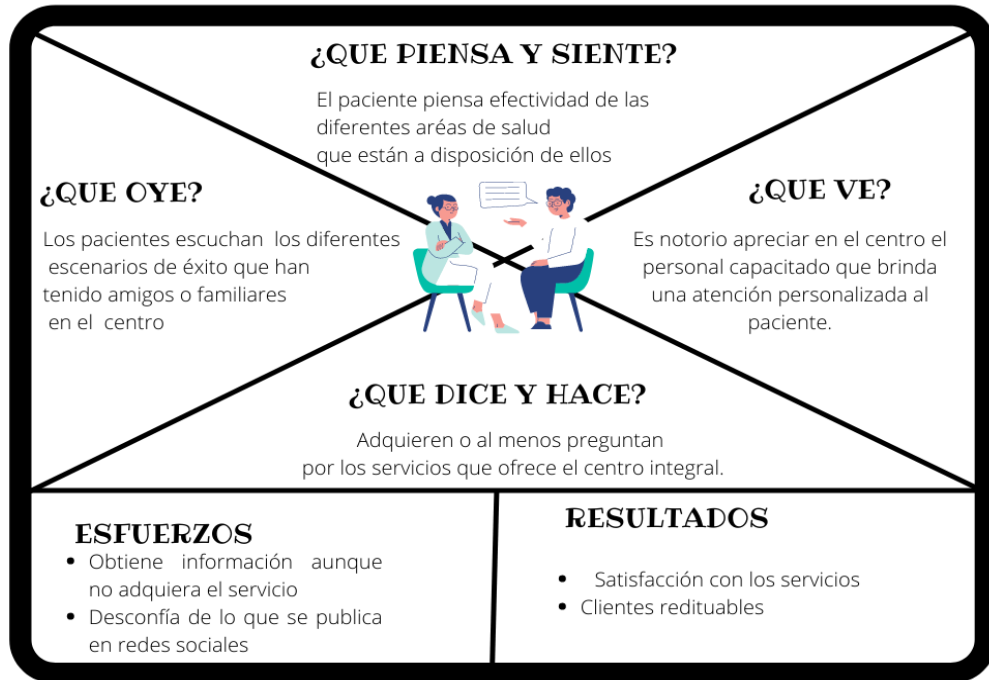 ¿QUE PIENSA Y SIENTE?
El paciente piensa efectividad de las
diferentes aréas de salud
que están a disposición de ellos
¿QUE OYE?
Los pacientes escuchan los diferentes
escenarios de éxito que han
tenido amigos o familiares
en el centro
¿QUE VE?
Es notorio apreciar en el centro el
personal capacitado que brinda
una atención personalizada al
paciente.
¿QUE DICE Y HACE?
Adquieren o al menos preguntan
por los servicios que ofrece el centro integral.
ESFUERZOS
• Obtiene información aunque
no adquiera el servicio
• Desconfía de lo que se publica
en redes sociales
RESULTADOS
• Satisfacción con los servicios
• Clientes redituables